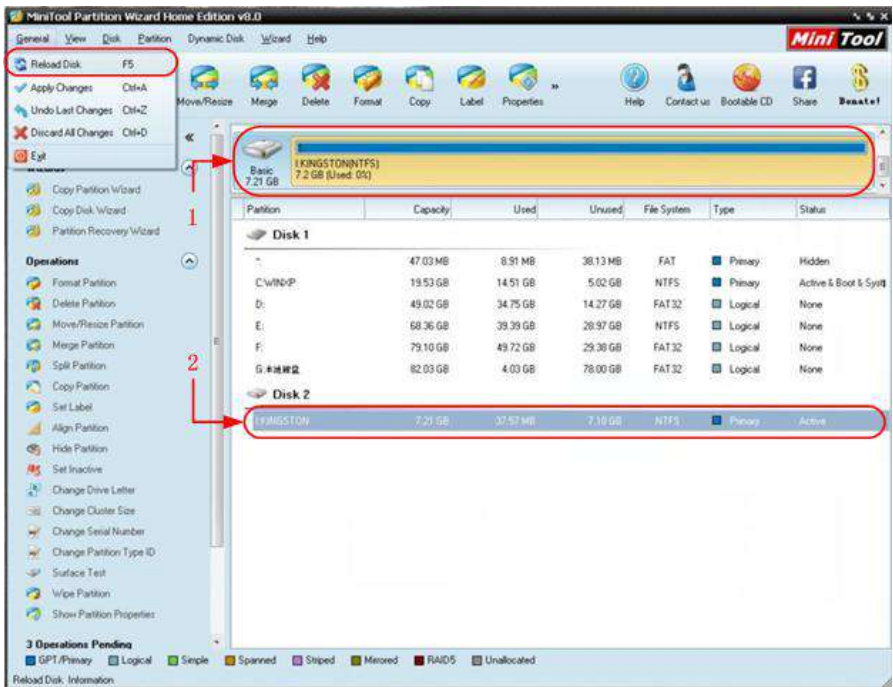 MiniTool Partition Wizard Home Edition v8.0
General View Disk Partition Dynamic Disk Wizard Help
Mini Tool
Reload Disk F5
Apply Changes Ctrl+A
Undo Last Changes Ctrl+Z
Discard All Changes Ctrl+D
Exit
Move/Resize Merge Delete Format Copy Label Properties » Help Contact us Bootable CD Share Donate!
«
Basic
7.21 GB
I:KINGSTON(NTFS)
7.2 GB (Used: 0%)
1
Copy Partition Wizard
Copy Disk Wizard
Partition Recovery Wizard
Operations
Format Partition
Delete Partition
Move/Resize Partition
Merge Partition
Split Partition
Copy Partition
Set Label
Align Partition
Hide Partition
Set Inactive
Change Drive Letter
Change Cluster Size
Change Serial Number
Change Partition Type ID
Surface Test
Wipe Partition
Show Partition Properties
3 Operations Pending
2
Partition Capacity Used Unused File System Type Status
Disk 1
*: 47.03 MB 8.91 MB 38.13 MB FAT Primary Hidden
C:WINXP 19.53 GB 14.51 GB 5.02 GB NTFS Primary Active & Boot & Syst
D: 49.02 GB 34.75 GB 14.27 GB FAT32 Logical None
E: 68.36 GB 39.39 GB 28.97 GB NTFS Logical None
F: 79.10 GB 49.72 GB 29.38 GB FAT32 Logical None
G: 82.03 GB 4.03 GB 78.00 GB FAT32 Logical None
Disk 2
I:KINGSTON 7.21 GB 37.57 MB 7.18 GB NTFS Primary Active
GPT/Primary Logical Simple Spanned Striped Mirrored RAID5 Unallocated
Reload Disk Information